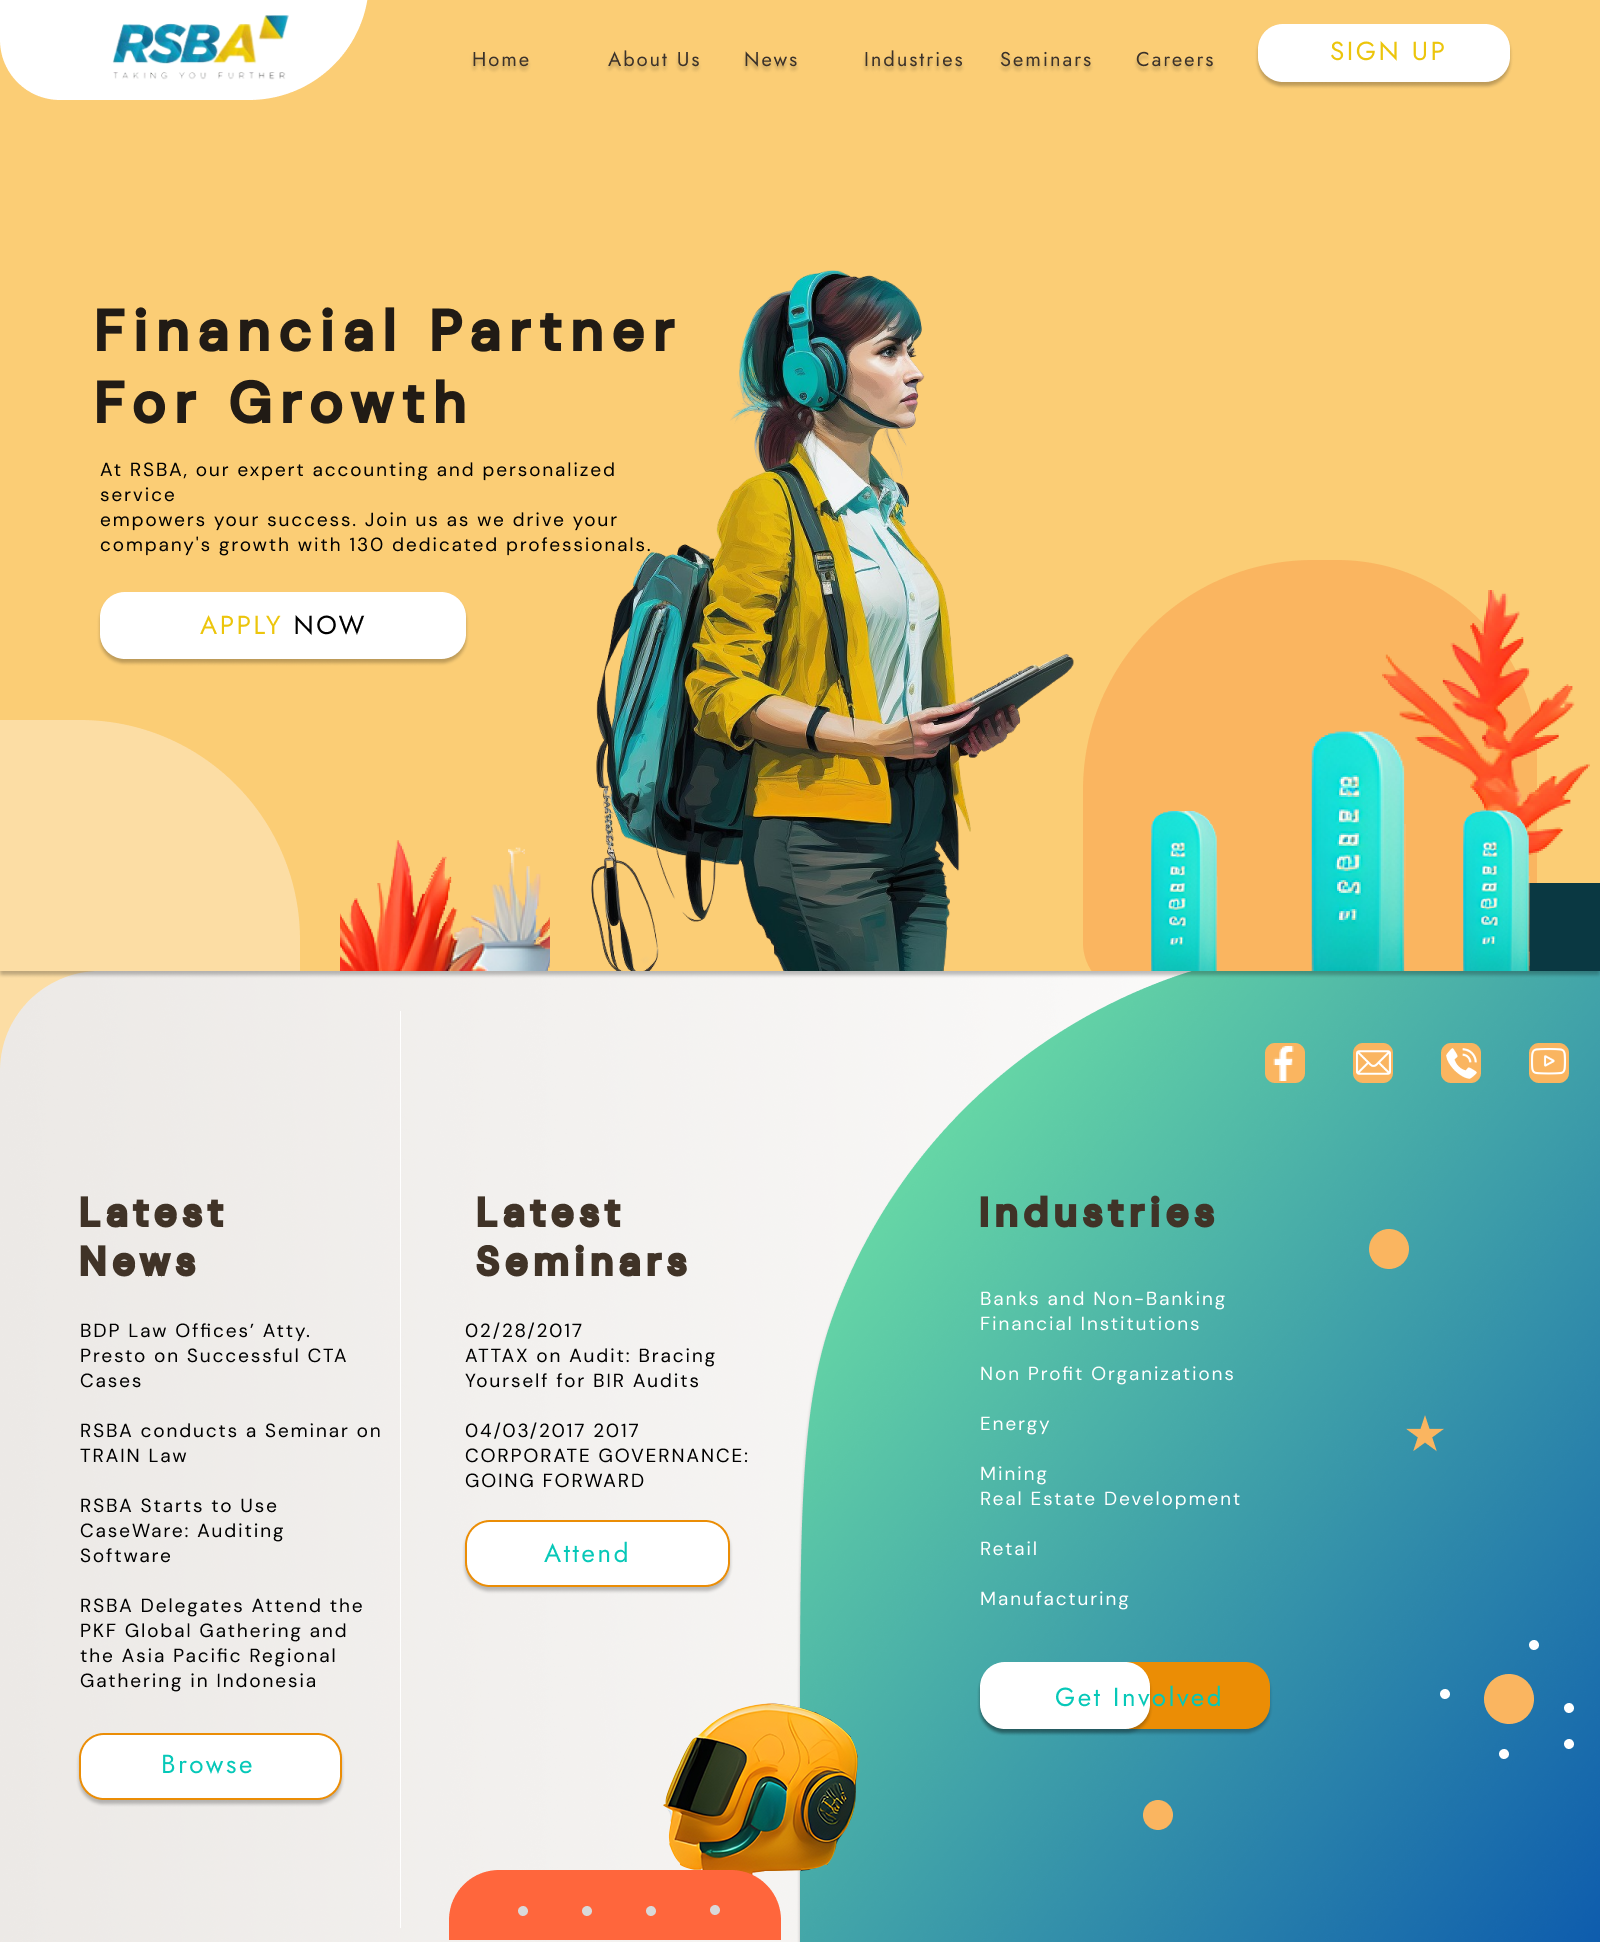 RSBA
TAKING YOU FURTHER
Home
About Us
News
Industries
Seminars
Careers
SIGN UP
Financial Partner
For Growth
At RSBA, our expert accounting and personalized
service
empowers your success. Join us as we drive your
company's growth with 130 dedicated professionals.
APPLY NOW
Latest
News
BDP Law Offices’ Atty.
Presto on Successful CTA
Cases
RSBA conducts a Seminar on
TRAIN Law
RSBA Starts to Use
CaseWare: Auditing
Software
RSBA Delegates Attend the
PKF Global Gathering and
the Asia Pacific Regional
Gathering in Indonesia
Browse
Latest
Seminars
02/28/2017
ATTAX on Audit: Bracing
Yourself for BIR Audits
04/03/2017 2017
CORPORATE GOVERNANCE:
GOING FORWARD
Attend
Industries
Banks and Non-Banking
Financial Institutions
Non Profit Organizations
Energy
Mining
Real Estate Development
Retail
Manufacturing
Get Involved